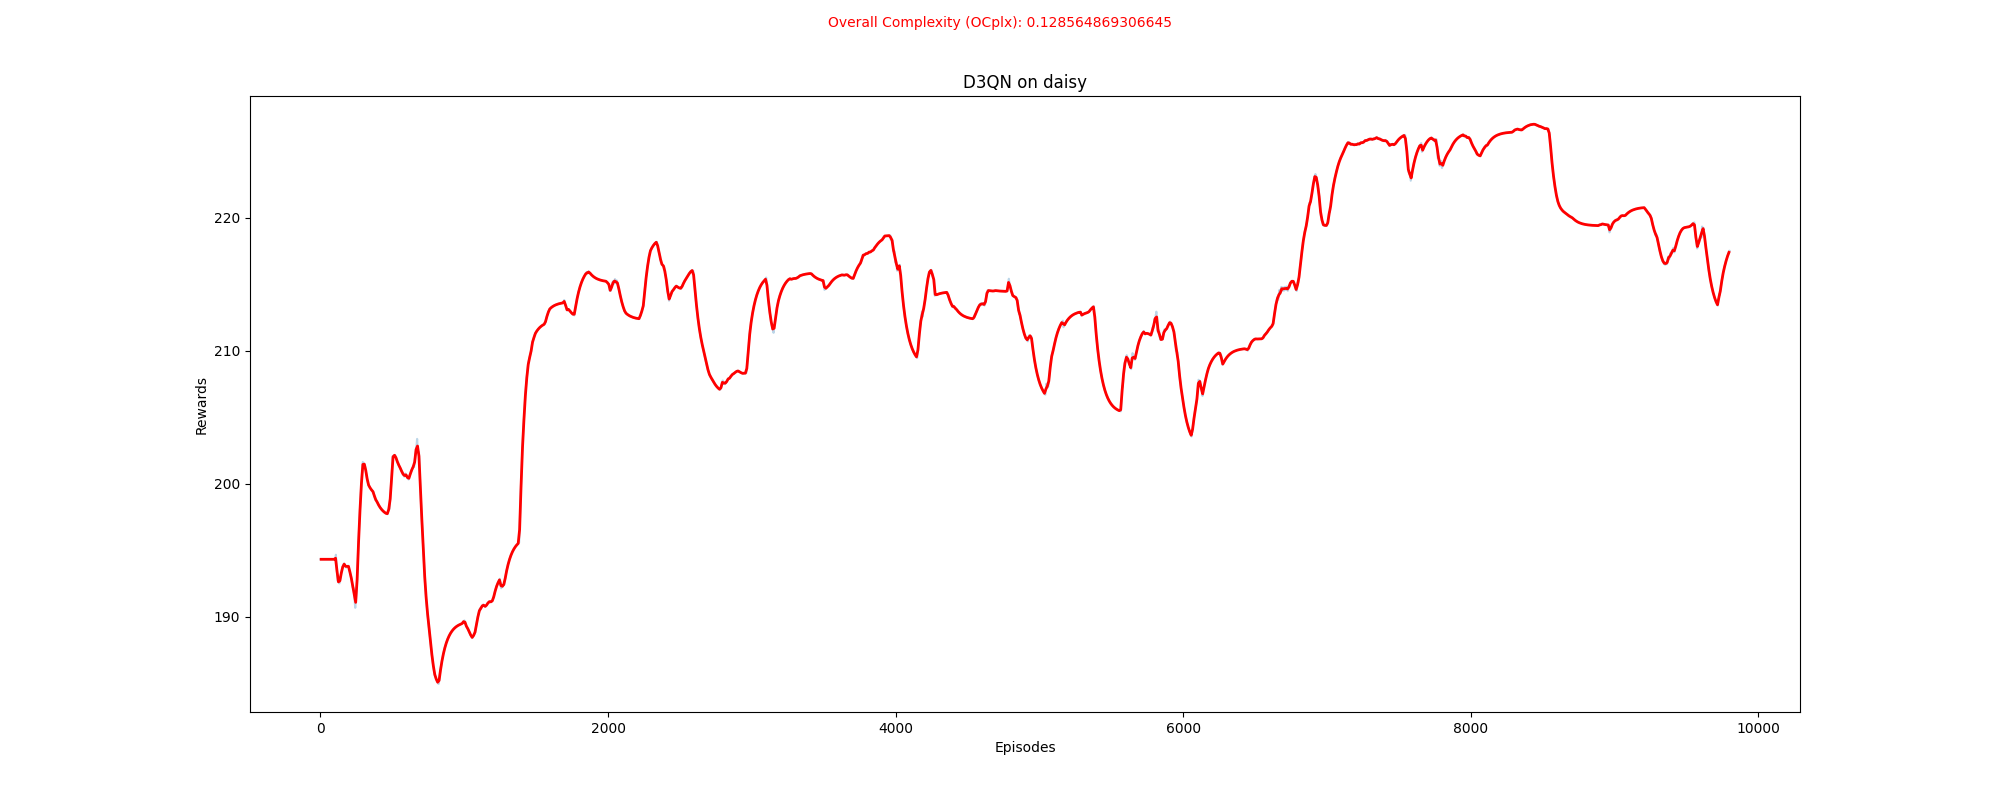 Overall Complexity (OCplx): 0.128564869306645
D3QN on daisy
220
210
200
190
Rewards
0 2000 4000 6000 8000 10000
Episodes